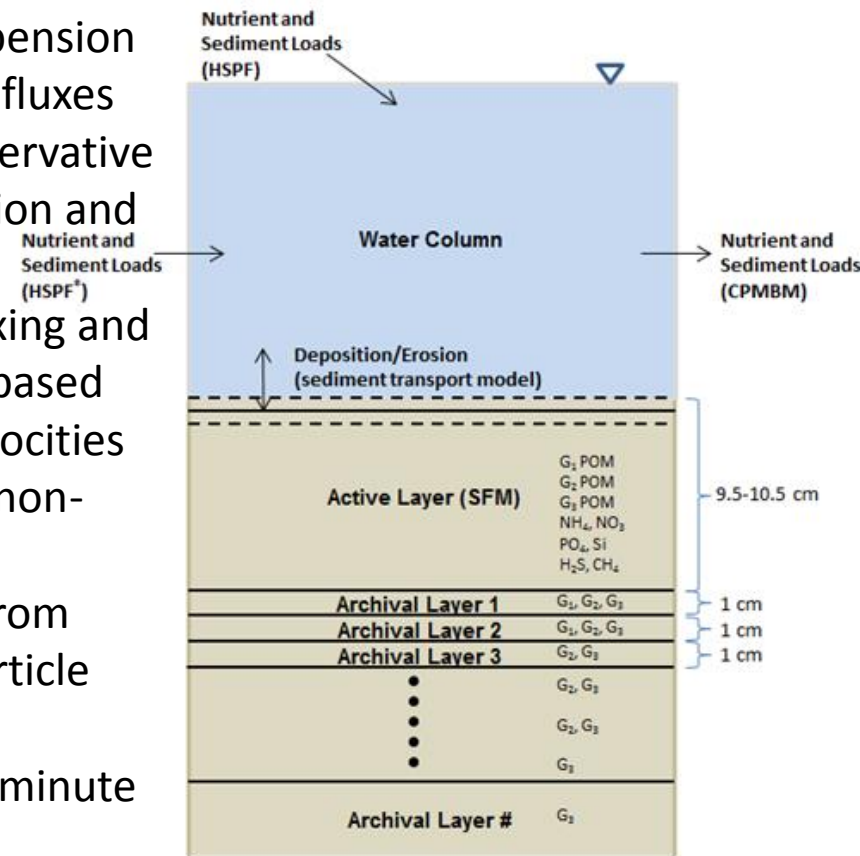 pension
fluxes
ervative
ion and
xing and
based
ocities
non-
rom
rticle
minute
Nutrient and
Sediment Loads
(HSPF)
Nutrient and
Sediment Loads
(HSPF*)
Water Column
Nutrient and
Sediment Loads
(CPMBM)
Deposition/Erosion
(sediment transport model)
Active Layer (SFM)
G₁ POM
G₂ POM
G₃ POM
NH₄, NO₃
PO₄, Si
H₂S, CH₄
9.5-10.5 cm
Archival Layer 1 G₁, G₂, G₃ 1 cm
Archival Layer 2 G₁, G₂, G₃ 1 cm
Archival Layer 3 G₂, G₃ 1 cm
G₂, G₃
G₂, G₃
G₃
Archival Layer # G₃